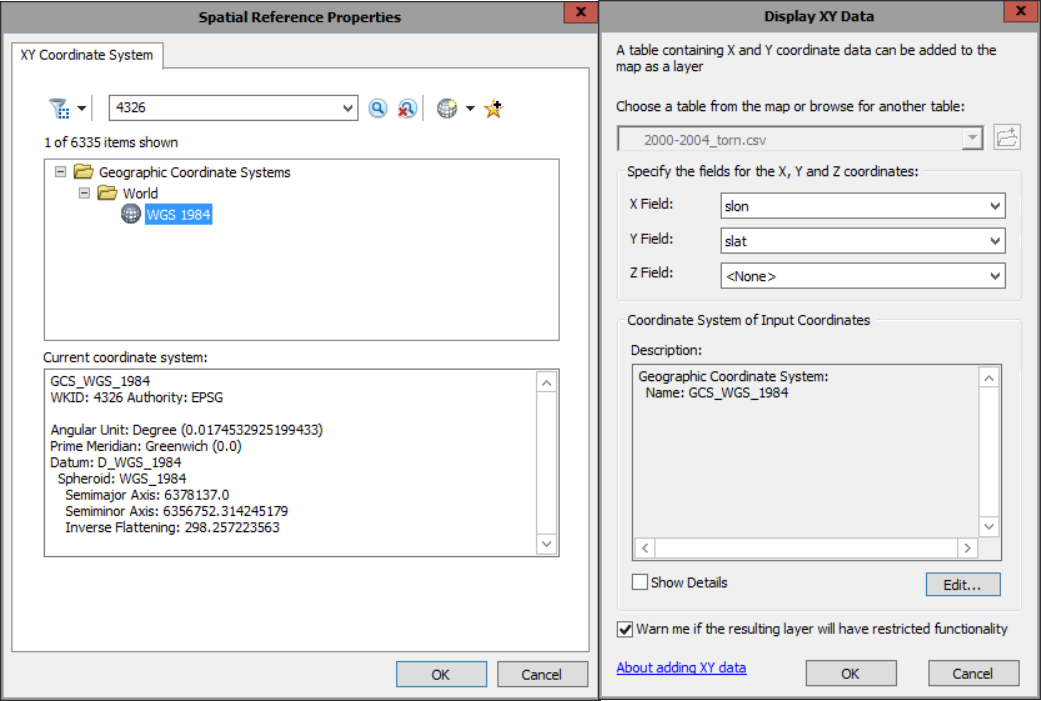 Spatial Reference Properties
x
XY Coordinate System
4326
1 of 6335 items shown
Geographic Coordinate Systems
World
WGS 1984
Current coordinate system:
GCS_WGS_1984
WKID: 4326 Authority: EPSG
Angular Unit: Degree (0.0174532925199433)
Prime Meridian: Greenwich (0.0)
Datum: D_WGS_1984
Spheroid: WGS_1984
Semimajor Axis: 6378137.0
Semiminor Axis: 6356752.314245179
Inverse Flattening: 298.257223563
OK
Cancel
Display XY Data
x
A table containing X and Y coordinate data can be added to the
map as a layer
Choose a table from the map or browse for another table:
2000-2004_torn.csv
Specify the fields for the X, Y and Z coordinates:
X Field:
slon
Y Field:
slat
Z Field:
<None>
Coordinate System of Input Coordinates
Description:
Geographic Coordinate System:
Name: GCS_WGS_1984
Show Details
Edit...
Warn me if the resulting layer will have restricted functionality
About adding XY data
OK
Cancel